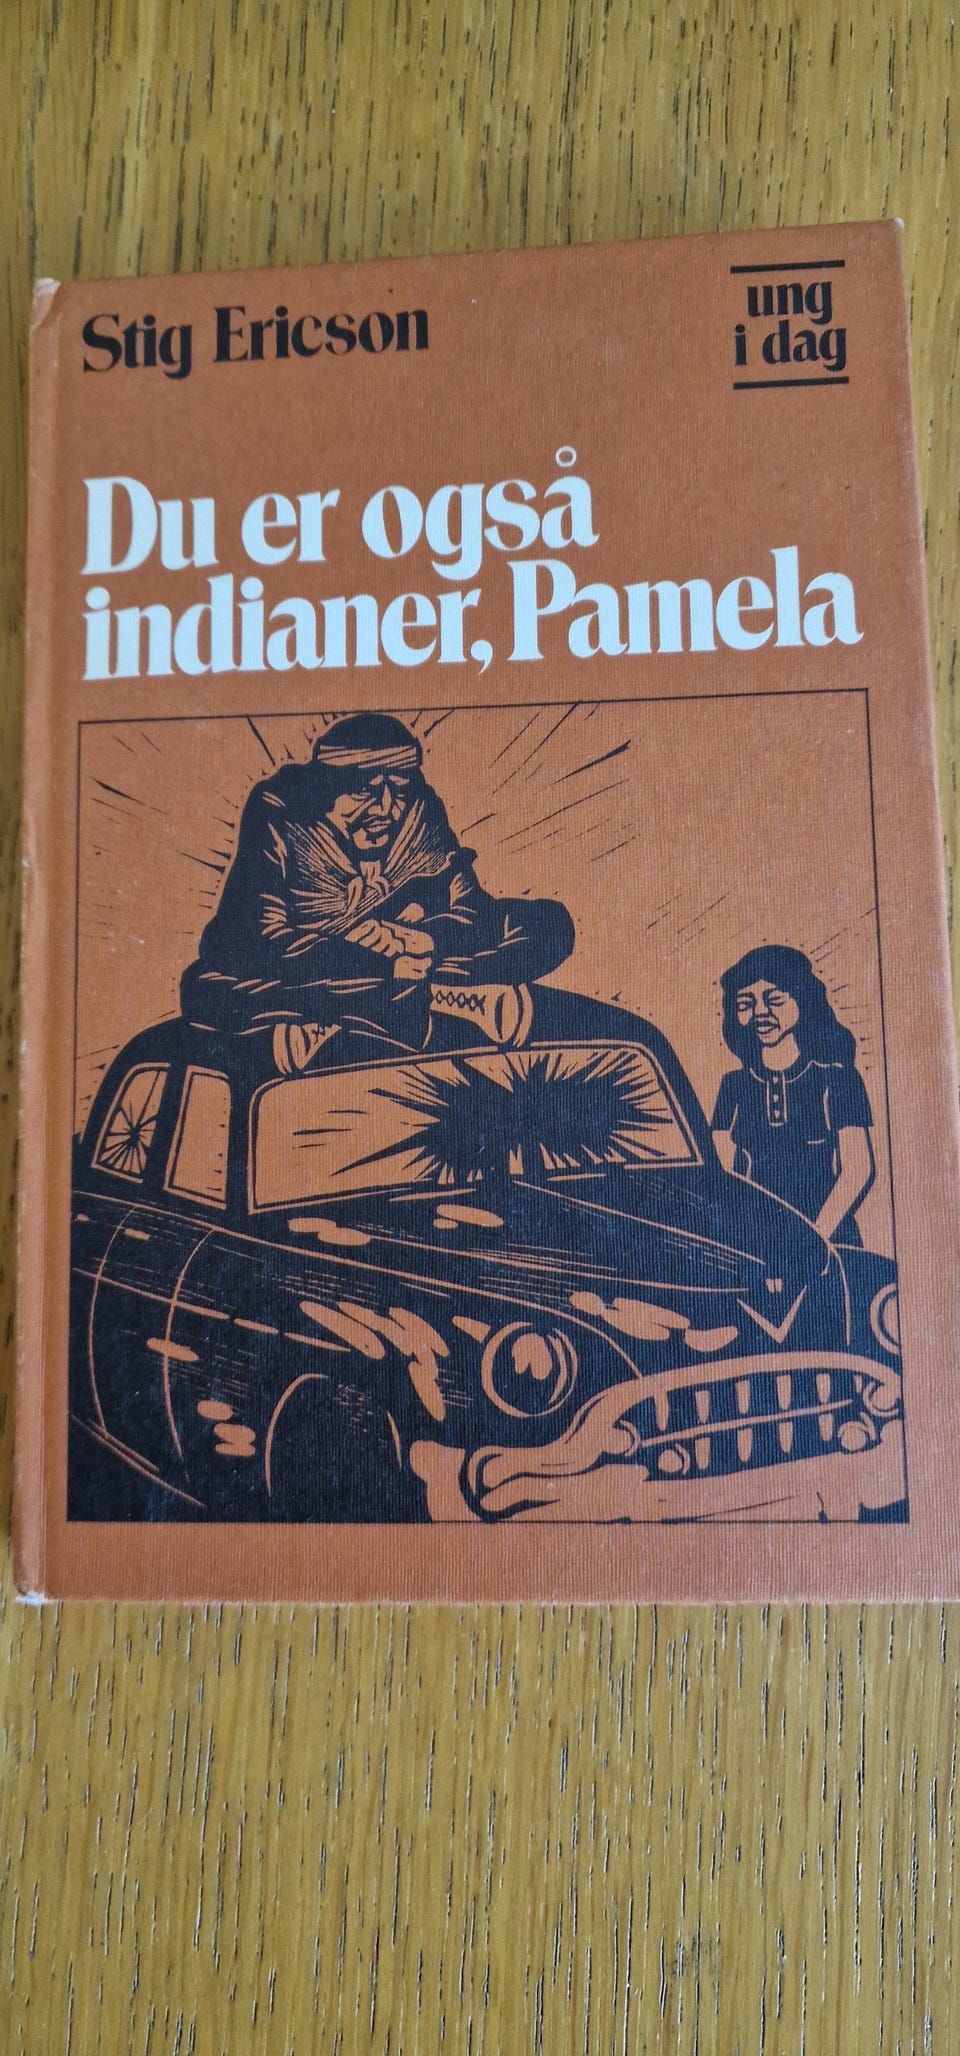 Stig Ericson
ung
i dag
Du er også
indianer, Pamela